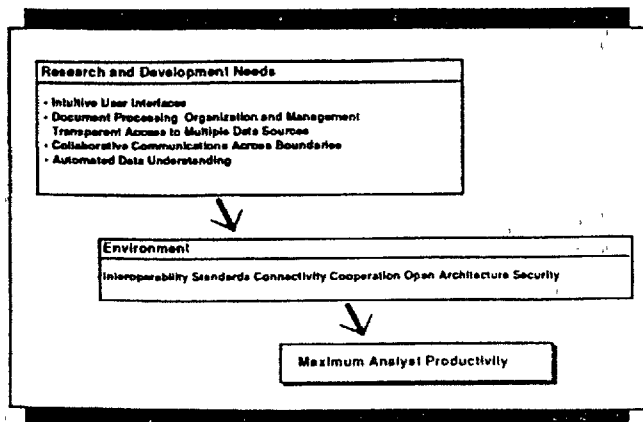 Research and Development Needs
- Intuitive User Interfaces
- Document Processing Organization and Management
Transparent Access to Multiple Data Sources
- Collaborative Communications Across Boundaries
- Automated Data Understanding
Environment
Interoperability Standards Connectivity Cooperation Open Architecture Security
Maximum Analyst Productivity